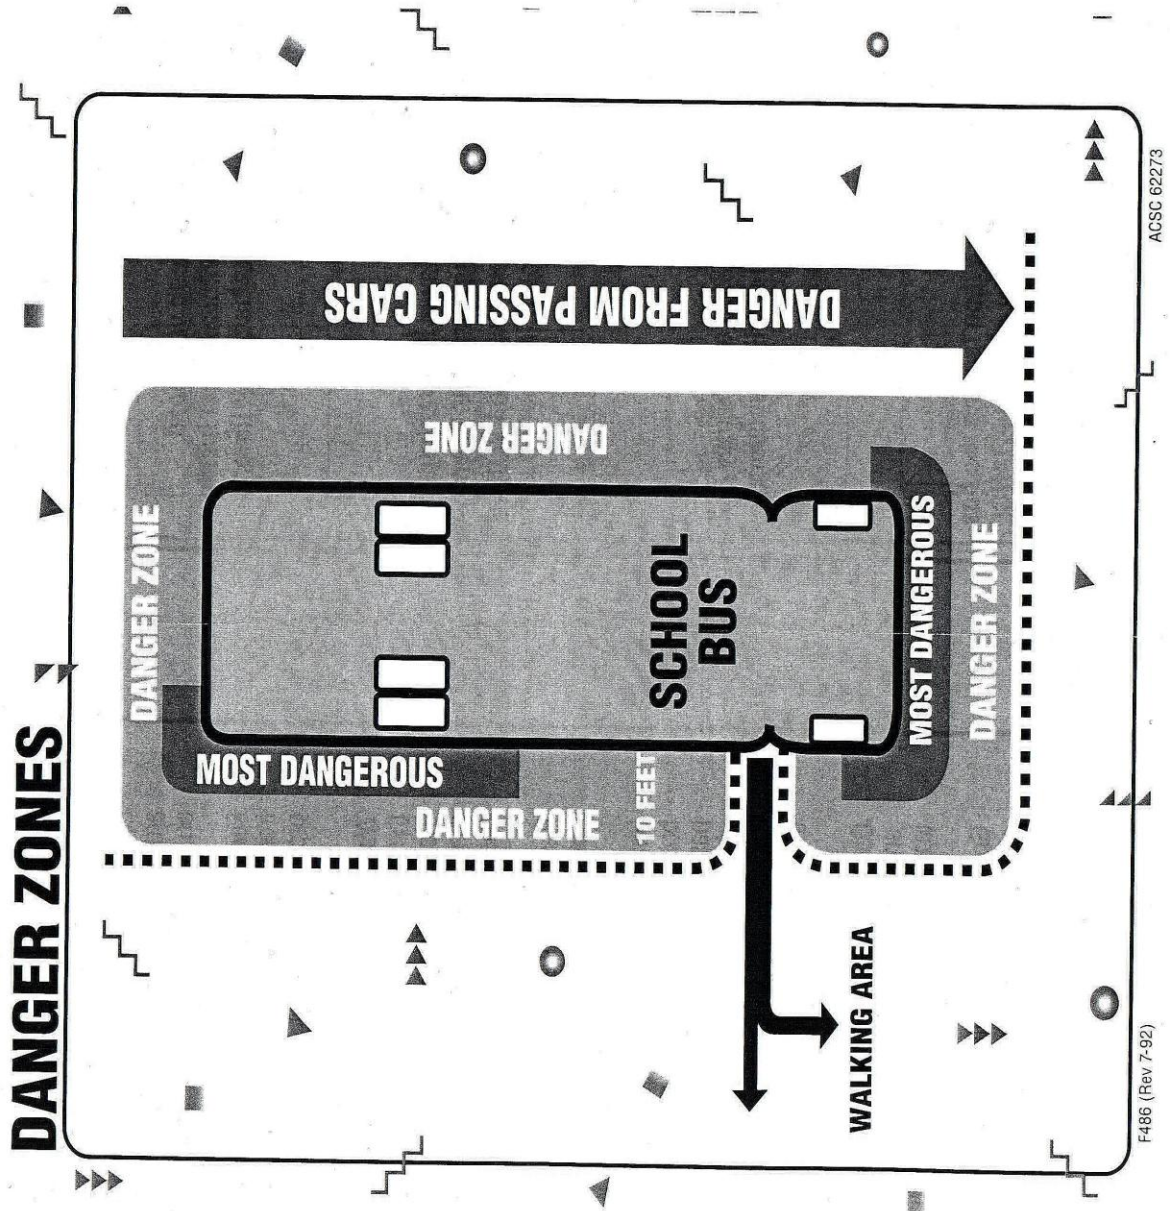 DANGER ZONES
DANGER ZONE
MOST DANGEROUS
DANGER ZONE
10 FEET
SCHOOL
BUS
DANGER ZONE
DANGER FROM PASSING CARS
MOST DANGEROUS
DANGER ZONE
WALKING AREA
F486 (Rev 7-92)
ACSC 62273